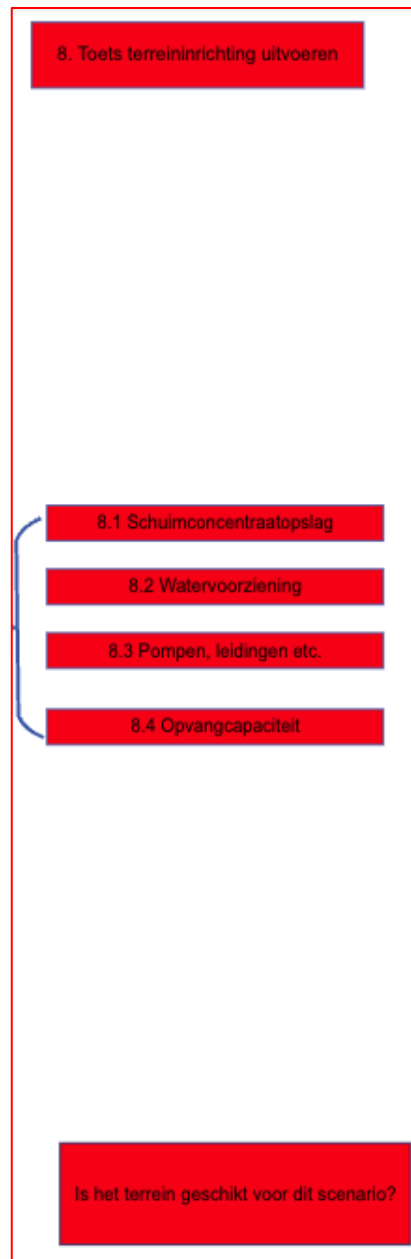 8. Toets terreininrichting uitvoeren
8.1 Schuimconcentraatopslag
8.2 Watervoorziening
8.3 Pompen, leidingen etc.
8.4 Opvangcapaciteit
Is het terrein geschikt voor dit scenario?